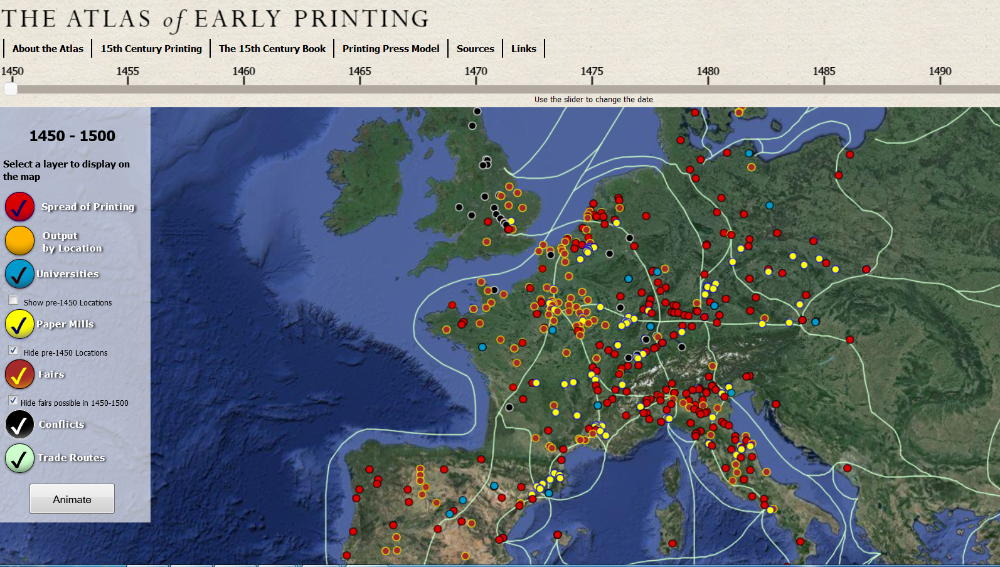 THE ATLAS of EARLY PRINTING
About the Atlas
15th Century Printing
The 15th Century Book
Printing Press Model
Sources
Links
1450
1455
1460
1465
1470
1475
1480
1485
1490
Use the slider to change the date
1450 - 1500
Select a layer to display on
the map
Spread of Printing
Output
by Location
Universities
Show pre-1450 Locations
Paper Mills
Hide pre-1450 Locations
Fairs
Hide fairs possible in 1450-1500
Conflicts
Trade Routes
Animate